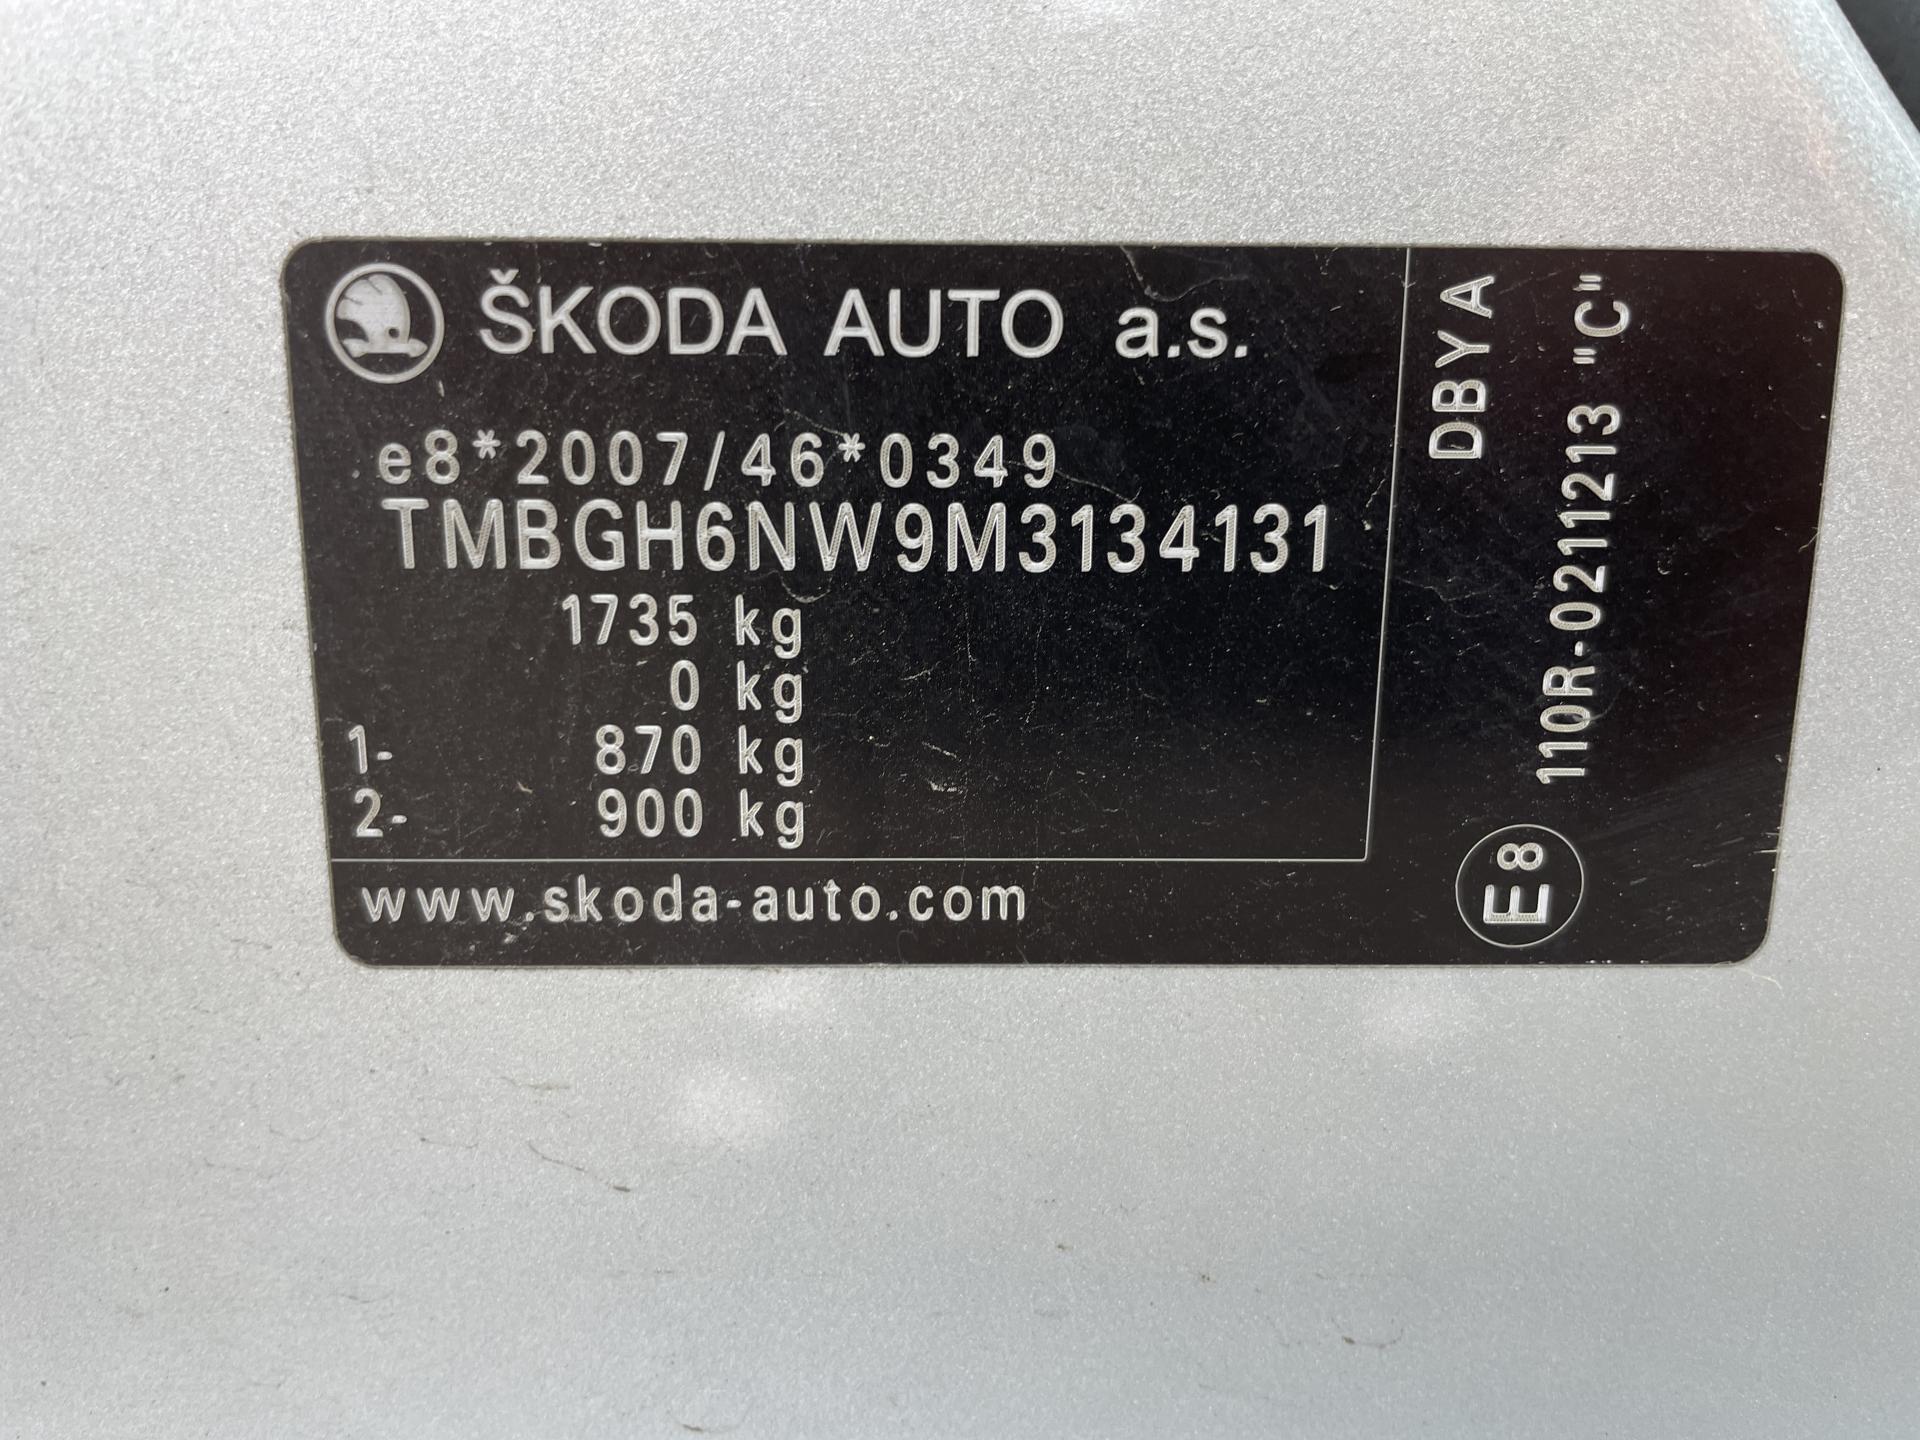 ŠKODA AUTO a.s.
e8*2007/46*0349
TMBGH6NW9M3134131
1735 kg
0 kg
1- 870 kg
2- 900 kg
www.skoda-auto.com
DBYA
E8 110R-0211213 "C"